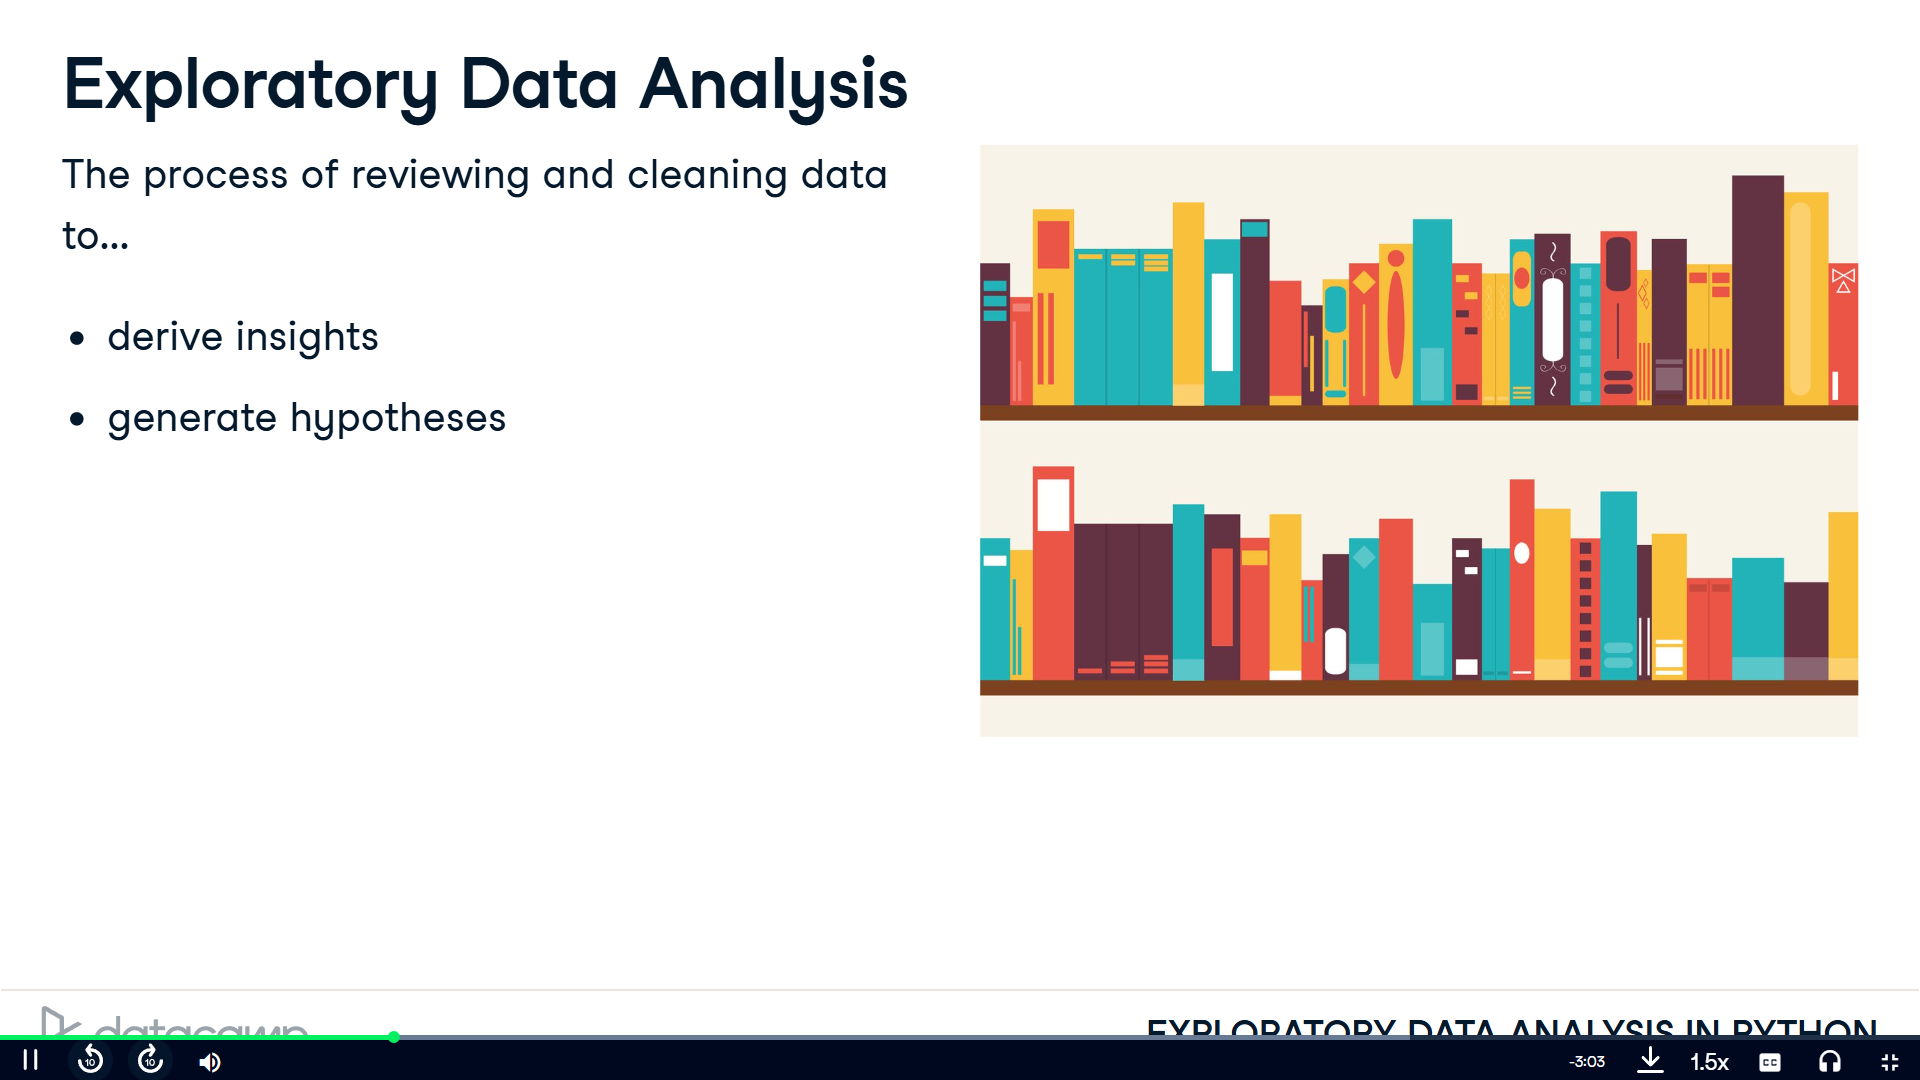 Exploratory Data Analysis
The process of reviewing and cleaning data
to...
• derive insights
• generate hypotheses
datacamp
EXPLORATORY DATA ANALYSIS IN PYTHON
10
10
-3:03
1.5x
CC